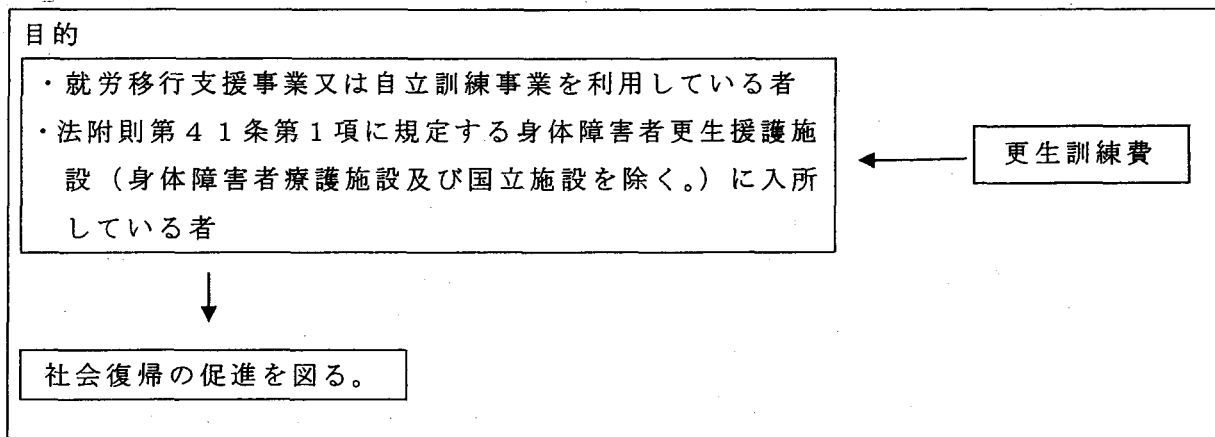 目的
・就労移行支援事業又は自立訓練事業を利用している者
・法附則第41条第1項に規定する身体障害者更生援護施
設（身体障害者療護施設及び国立施設を除く。）に入所
している者
更生訓練費
社会復帰の促進を図る。